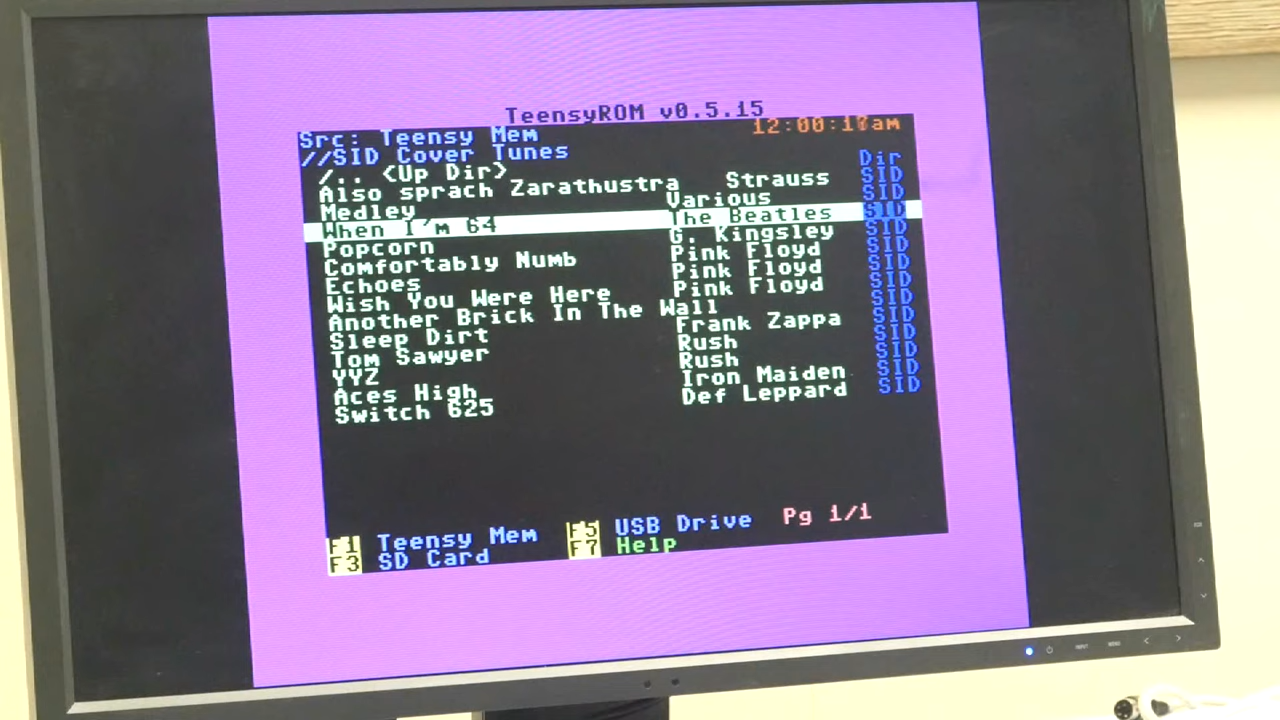 TeensyROM v0.5.15
Src: Teensy Mem
//SID Cover Tunes
/.. <Up Dir> Dir
Also sprach Zarathustra Strauss SID
Medley Various SID
When I'm 64 The Beatles SID
Popcorn G. Kingsley SID
Comfortably Numb Pink Floyd SID
Echoes Pink Floyd SID
Wish You Were Here Pink Floyd SID
Another Brick In The Wall SID
Sleep Dirt Frank Zappa SID
Tom Sawyer Rush SID
YYZ Rush SID
Aces High Iron Maiden SID
Switch 625 Def Leppard SID
F1 Teensy Mem F5 USB Drive Pg 1/1
F3 SD Card F7 Help